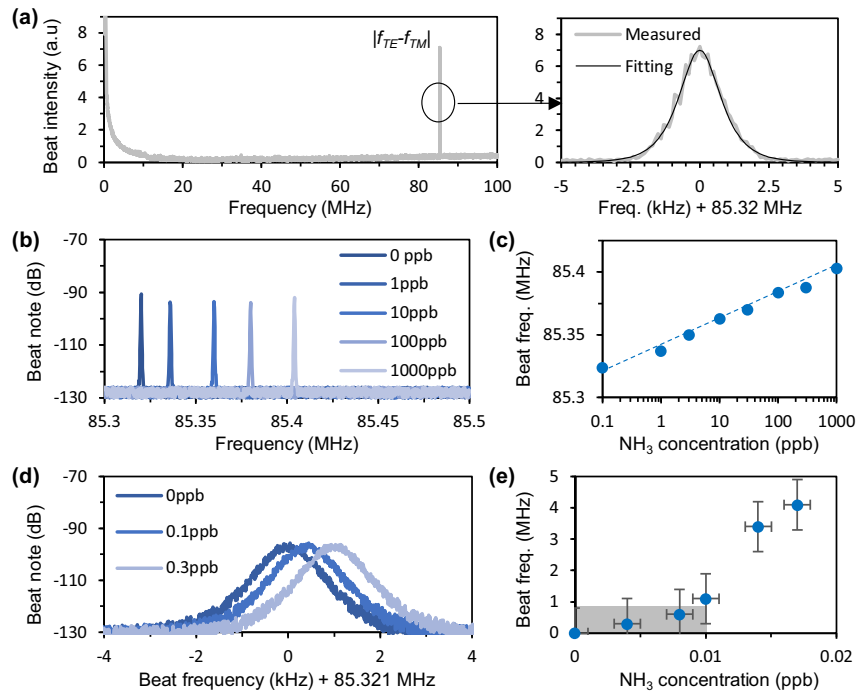 (a)
Beat intensity (a.u)
8
6
4
2
0
|fTE-fTM|
0 20 40 60 80 100
Frequency (MHz)
8
6
4
2
0
Measured
Fitting
-5 -2.5 0 2.5 5
Freq. (kHz) + 85.32 MHz
(b)
Beat note (dB)
-70
-90
-110
-130
0 ppb
1ppb
10ppb
100ppb
1000ppb
85.3 85.35 85.4 85.45 85.5
Frequency (MHz)
(c)
Beat freq. (MHz)
85.4
85.35
85.3
0.1 1 10 100 1000
NH3 concentration (ppb)
(d)
Beat note (dB)
-70
-90
-110
-130
0ppb
0.1ppb
0.3ppb
-4 -2 0 2 4
Beat frequency (kHz) + 85.321 MHz
(e)
Beat freq. (MHz)
5
4
3
2
1
0
0 0.01 0.02
NH3 concentration (ppb)